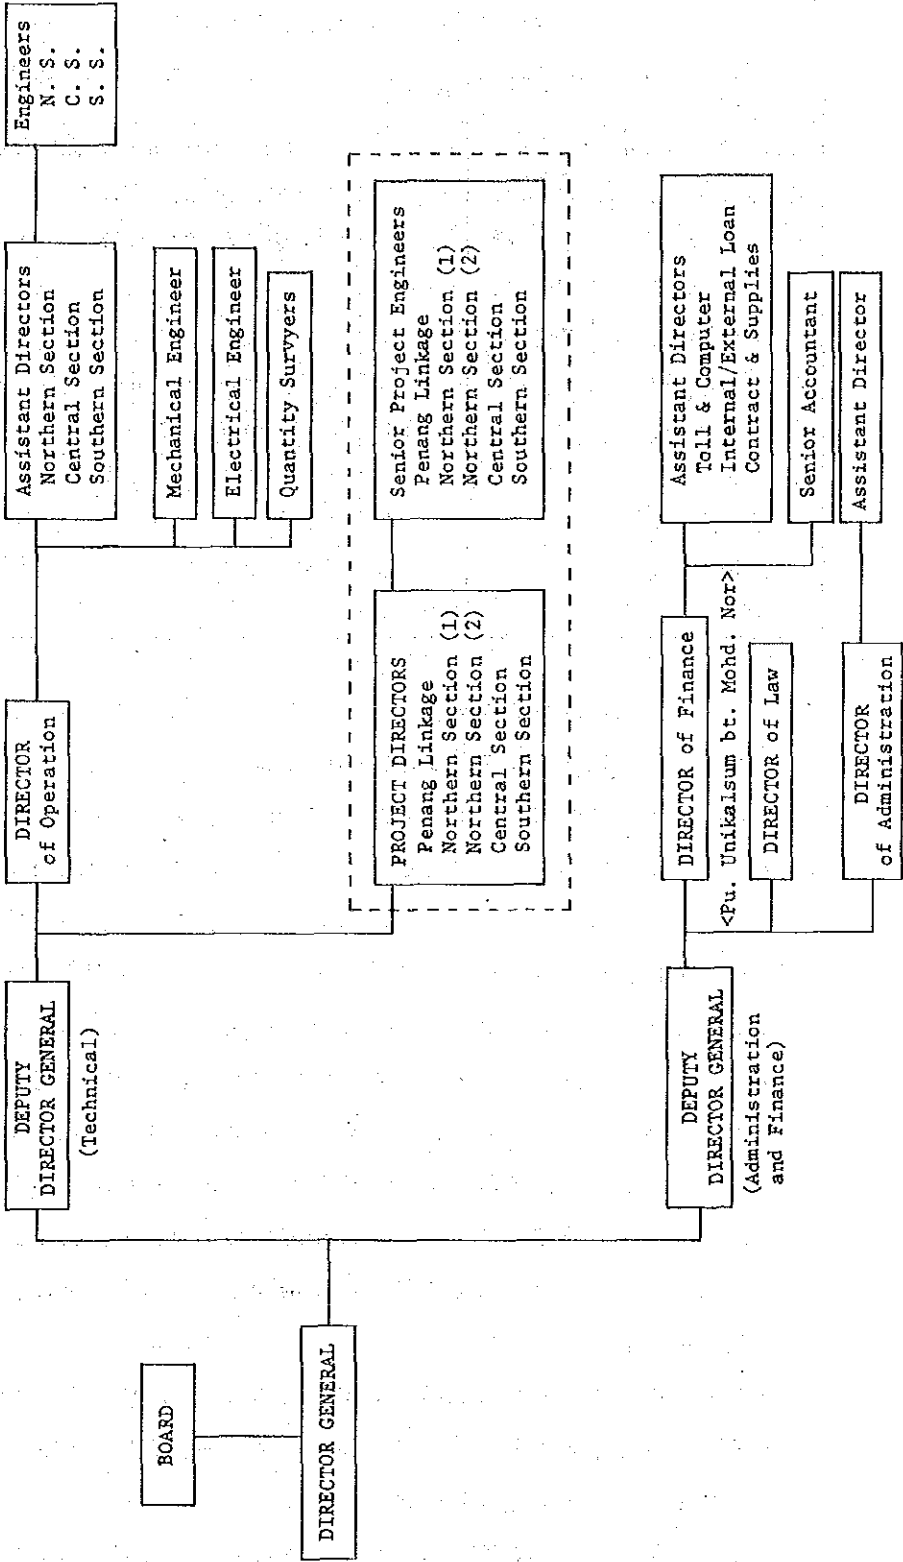 BOARD
DIRECTOR GENERAL
DEPUTY
DIRECTOR GENERAL
(Technical)
DIRECTOR
of Operation
Assistant Directors
Northern Section
Central Section
Southern Section
Engineers
N. S.
C. S.
S. S.
Mechanical Engineer
Electrical Engineer
Quantity Survyers
PROJECT DIRECTORS
Penang Linkage
Northern Section (1)
Northern Section (2)
Central Section
Southern Section
Senior Project Engineers
Penang Linkage
Northern Section (1)
Northern Section (2)
Central Section
Southern Section
DEPUTY
DIRECTOR GENERAL
(Administration
and Finance)
DIRECTOR of Finance
<Pu. Unikalsum bt. Mohd. Nor>
DIRECTOR of Law
DIRECTOR
of Administration
Assistant Directors
Toll & Computer
Internal/External Loan
Contract & Supplies
Senior Accountant
Assistant Director